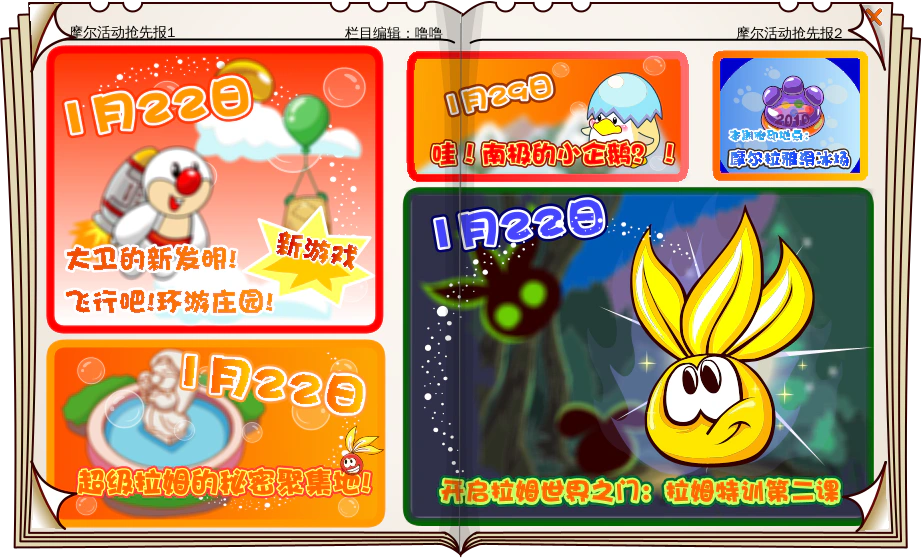 摩尔活动抢先报1
栏目编辑：噜噜
1月22日
新游戏
大卫的新发明!
飞行吧!环游庄园!
1月22日
超级拉姆的秘密聚集地!
摩尔活动抢先报2
1月29日
哇！南极的小企鹅？！
2010
本期收印地点：
摩尔拉雅滑冰场
1月22日
开启拉姆世界之门：拉姆特训第二课